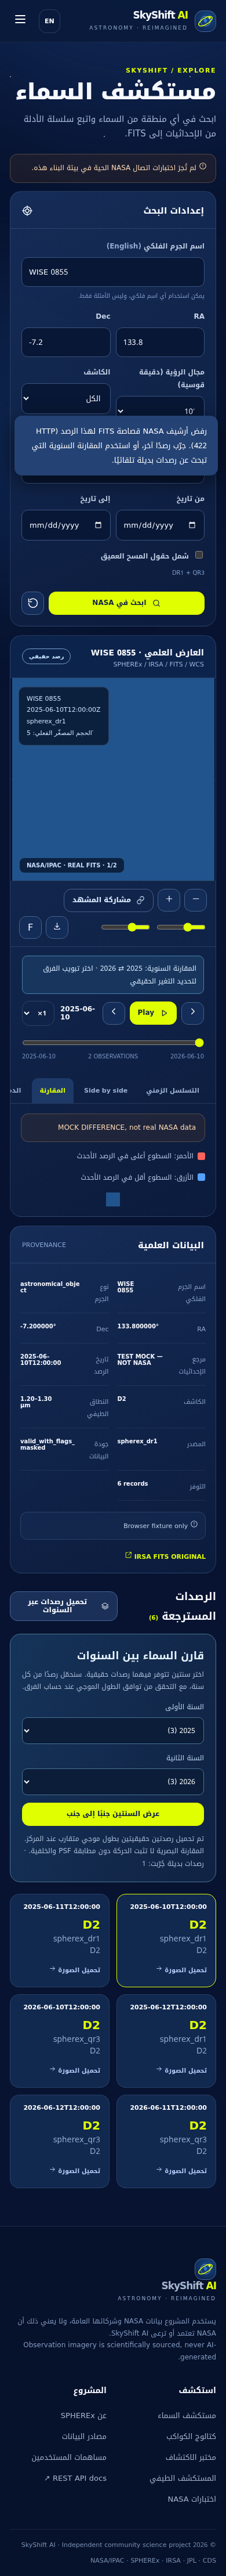 EN
SkyShift AI
ASTRONOMY · REIMAGINED
SKYSHIFT / EXPLORE
مستكشف السماء
ابحث في أي منطقة من السماء واتبع سلسلة الأدلة
من الإحداثيات إلى FITS.
لم تُجرَ اختبارات اتصال NASA الحية في بيئة البناء هذه.
إعدادات البحث
اسم الجرم الفلكي (English)
WISE 0855
يمكن استخدام أي اسم فلكي، وليس الأمثلة فقط.
RA
Dec
133.8
-7.2
مجال الرؤية (دقيقة قوسية)
الكاشف
10′
الكل
رفض أرشيف NASA قصاصة FITS لهذا الرصد (HTTP
422). جرّب رصدًا آخر، أو استخدم المقارنة السنوية التي
تبحث عن رصدات بديلة تلقائيًا.
من تاريخ
إلى تاريخ
mm/dd/yyyy
mm/dd/yyyy
شمل حقول المسح العميق
DR1 + QR3
ابحث في NASA
العارض العلمي · WISE 0855
SPHEREx / IRSA / FITS / WCS
رصد حقيقي
WISE 0855
2025-06-10T12:00:00Z
spherex_dr1
الحجم المصغّر الفعلي: 5′
NASA/IPAC · REAL FITS · 1/2
مشاركة المشهد
F
المقارنة السنوية: 2025 ⇄ 2026 · اختر تبويب الفرق
لتحديد التغير الحقيقي
Play
2025-06-10
×1
2025-06-10
2 OBSERVATIONS
2026-06-10
التسلسل الزمني
Side by side
المقارنة
MOCK DIFFERENCE, not real NASA data
الأحمر: السطوع أعلى في الرصد الأحدث
الأزرق: السطوع أقل في الرصد الأحدث
البيانات العلمية
PROVENANCE
اسم الجرم الفلكي
WISE 0855
نوع الجرم
astronomical_object
RA
133.800000°
Dec
-7.200000°
مرجع الإحداثيات
TEST MOCK — NOT NASA
تاريخ الرصد
2025-06-10T12:00:00
الكاشف
D2
النطاق الطيفي
1.20–1.30 µm
المصدر
spherex_dr1
جودة البيانات
valid_with_flags_masked
التوفر
6 records
Browser fixture only
IRSA FITS ORIGINAL
الرصدات المسترجعة (6)
تحميل رصدات عبر السنوات
قارن السماء بين السنوات
اختر سنتين تتوفر فيهما رصدات حقيقية. سنحمّل رصدًا من كل
سنة، مع التحقق من توافق الطول الموجي عند حساب الفرق.
السنة الأولى
2025 (3)
السنة الثانية
2026 (3)
عرض السنتين جنبًا إلى جنب
تم تحميل رصدتين حقيقيتين بطول موجي متقارب عند المركز.
المقارنة البصرية لا تثبت الحركة دون مطابقة PSF والخلفية. ·
رصدات بديلة جُرّبت: 1
2025-06-10T12:00:00
D2
spherex_dr1
D2
تحميل الصورة
2025-06-11T12:00:00
D2
spherex_dr1
D2
تحميل الصورة
2025-06-12T12:00:00
D2
spherex_dr1
D2
تحميل الصورة
2026-06-10T12:00:00
D2
spherex_qr3
D2
تحميل الصورة
2026-06-11T12:00:00
D2
spherex_qr3
D2
تحميل الصورة
2026-06-12T12:00:00
D2
spherex_qr3
D2
تحميل الصورة
SkyShift AI
ASTRONOMY · REIMAGINED
يستخدم المشروع بيانات NASA وشركائها العامة، ولا يعني ذلك أن
NASA تعتمد أو ترعى SkyShift AI.
Observation imagery is scientifically sourced, never AI-generated.
استكشف
مستكشف السماء
كتالوج الكواكب
مختبر الاكتشاف
المستكشف الطيفي
اختبارات NASA
المشروع
عن SPHEREx
مصادر البيانات
مساهمات المستخدمين
REST API docs ↗
© 2026 SkyShift AI · Independent community science project
NASA/IPAC · SPHEREx · IRSA · JPL · CDS